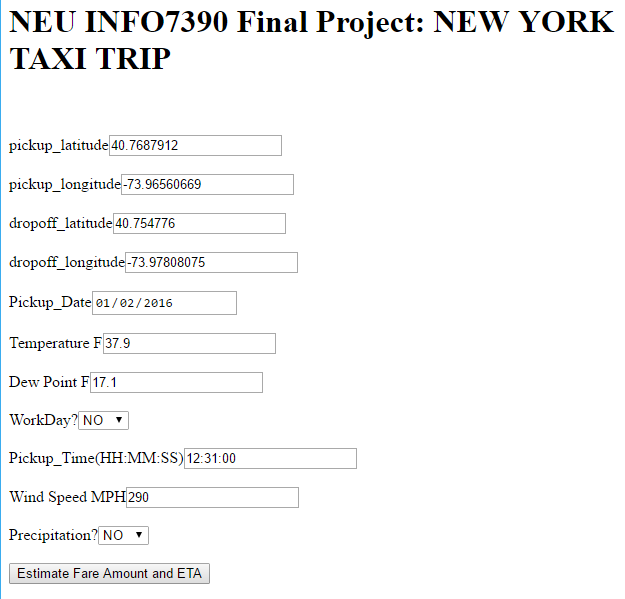 NEU INFO7390 Final Project: NEW YORK
TAXI TRIP
pickup_latitude 40.7687912
pickup_longitude -73.96560669
dropoff_latitude 40.754776
dropoff_longitude -73.97808075
Pickup_Date 01/02/2016
Temperature F 37.9
Dew Point F 17.1
WorkDay? NO
Pickup_Time(HH:MM:SS) 12:31:00
Wind Speed MPH 290
Precipitation? NO
Estimate Fare Amount and ETA